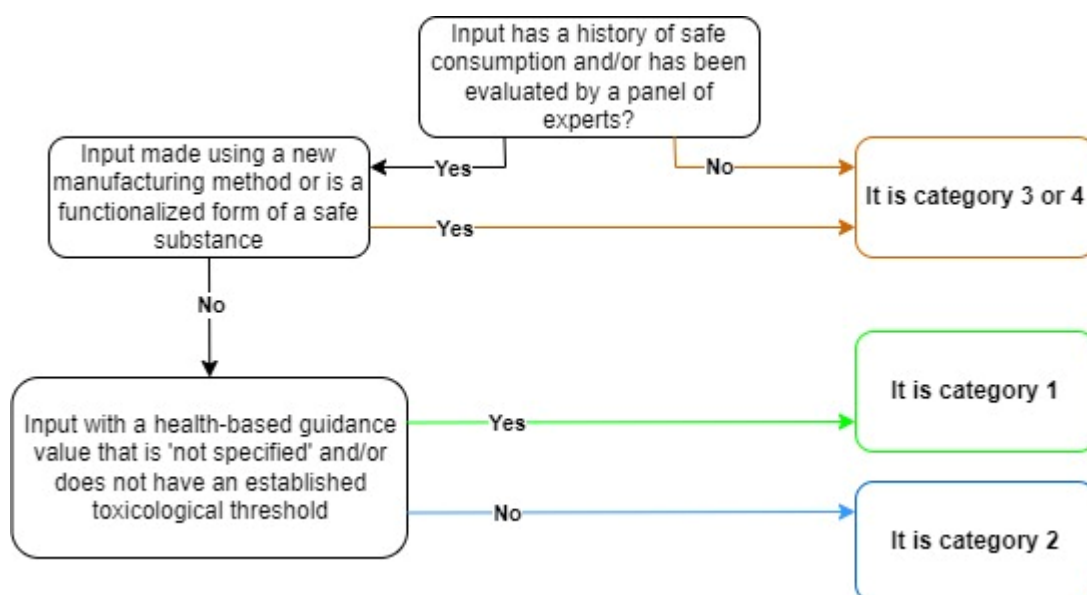 Input has a history of safe
consumption and/or has been
evaluated by a panel of
experts?
Input made using a new
manufacturing method or is a
functionalized form of a safe
substance
Yes
No
It is category 3 or 4
Yes
No
Input with a health-based guidance
value that is 'not specified' and/or
does not have an established
toxicological threshold
Yes
It is category 1
No
It is category 2